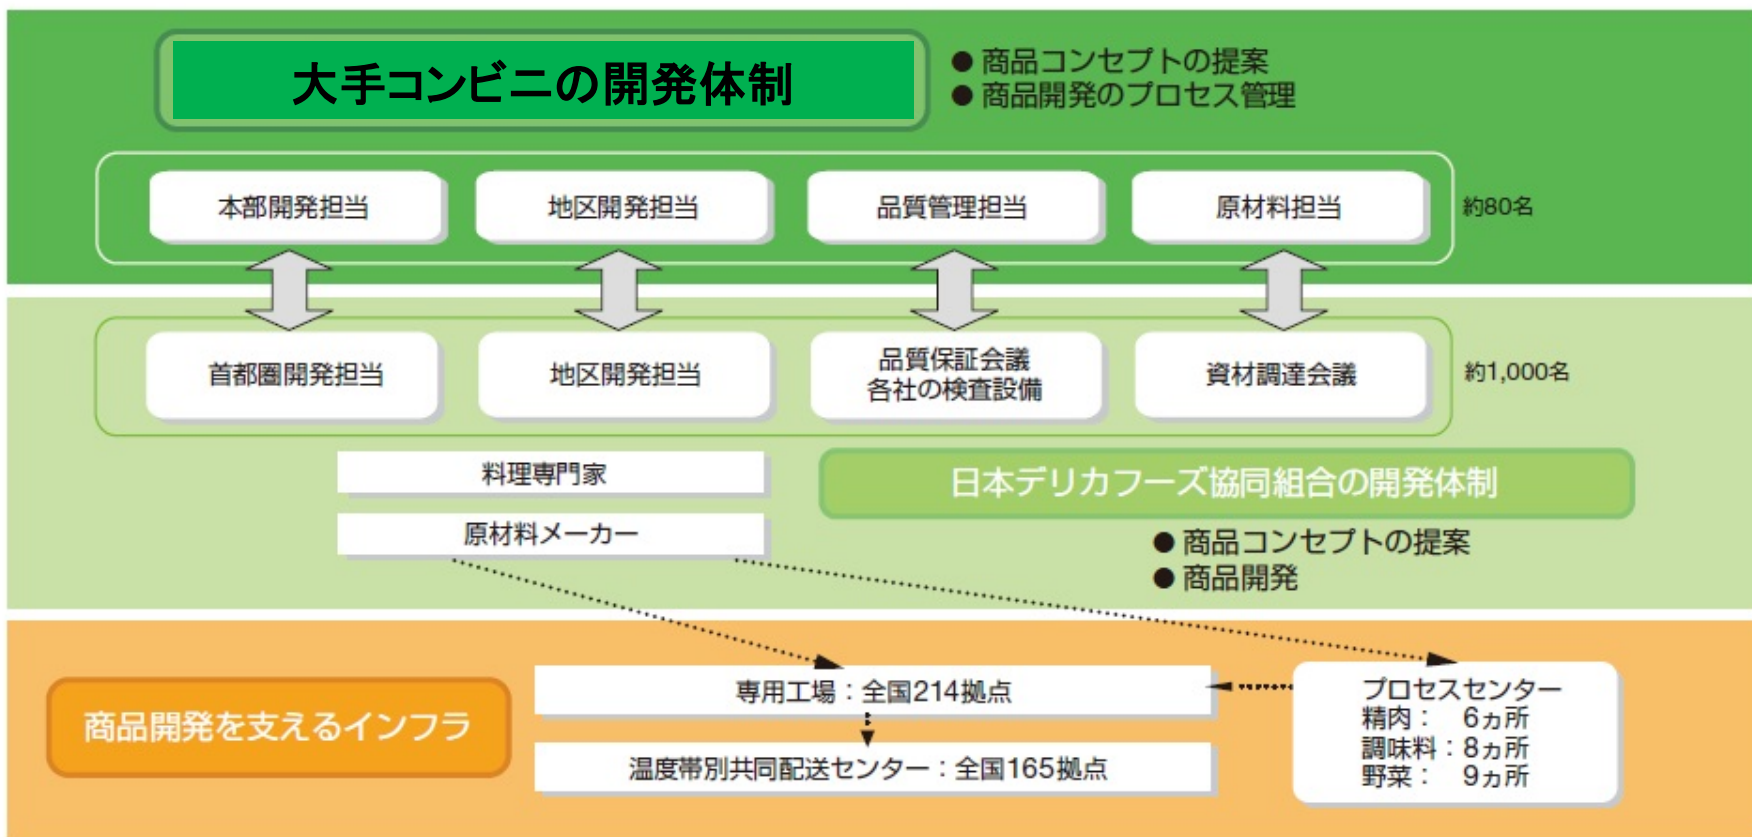 大手コンビニの開発体制
● 商品コンセプトの提案
● 商品開発のプロセス管理
本部開発担当
地区開発担当
品質管理担当
原材料担当
約80名
首都圏開発担当
地区開発担当
品質保証会議
各社の検査設備
資材調達会議
約1,000名
料理専門家
原材料メーカー
日本デリカフーズ協同組合の開発体制
● 商品コンセプトの提案
● 商品開発
商品開発を支えるインフラ
専用工場：全国214拠点
温度帯別共同配送センター：全国165拠点
プロセスセンター
精肉： 6ヵ所
調味料：8ヵ所
野菜： 9ヵ所